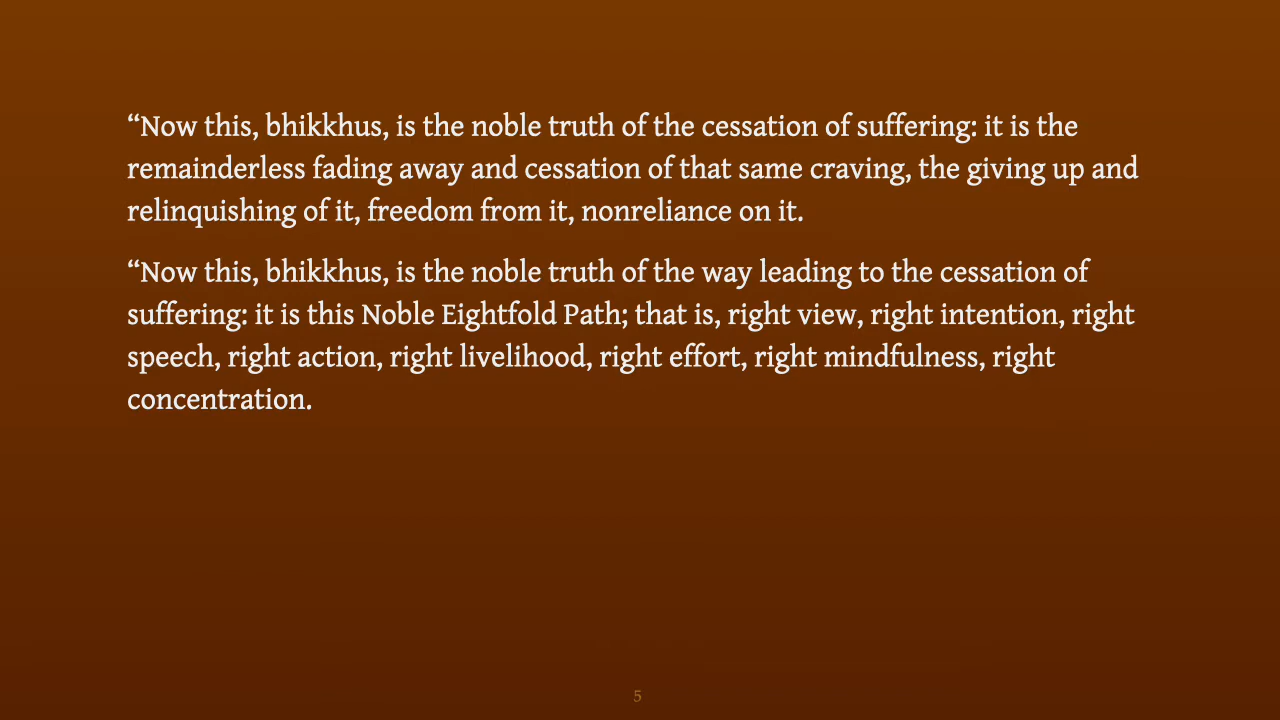 “Now this, bhikkhus, is the noble truth of the cessation of suffering: it is the
remainderless fading away and cessation of that same craving, the giving up and
relinquishing of it, freedom from it, nonreliance on it.
“Now this, bhikkhus, is the noble truth of the way leading to the cessation of
suffering: it is this Noble Eightfold Path; that is, right view, right intention, right
speech, right action, right livelihood, right effort, right mindfulness, right
concentration.
5